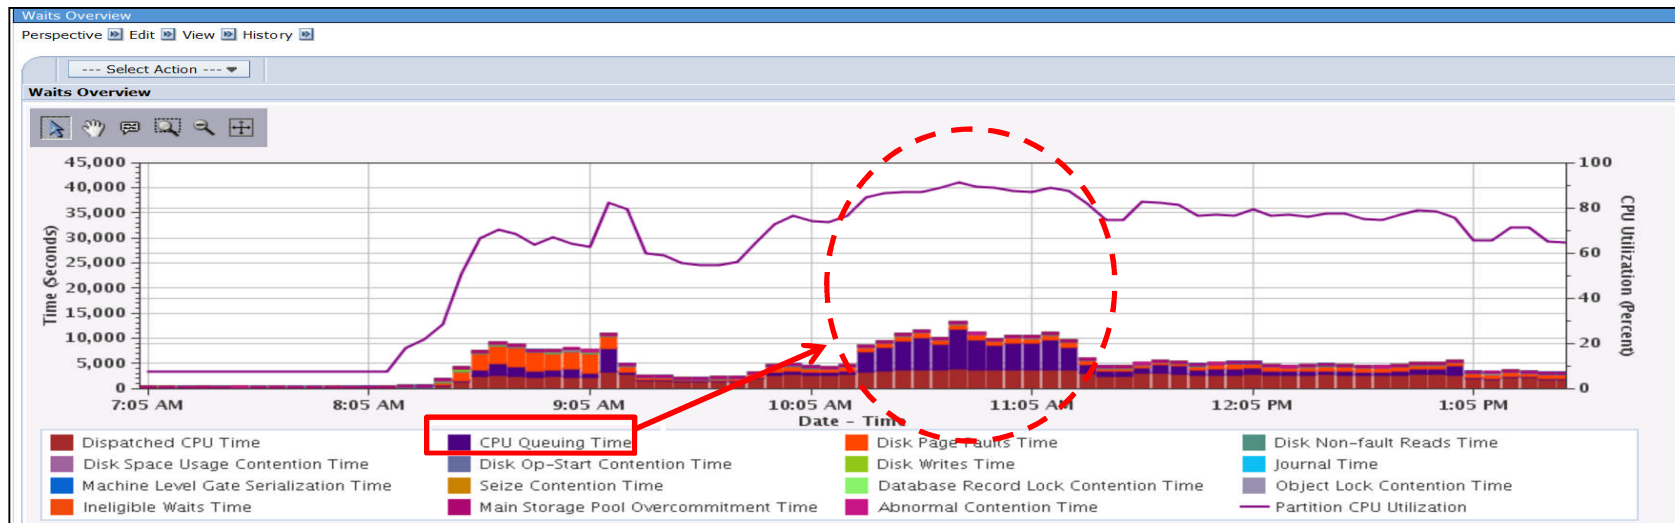 Waits Overview
Perspective Edit View History
--- Select Action ---
Waits Overview
45,000
40,000
35,000
30,000
25,000
20,000
15,000
10,000
5,000
0
Time (Seconds)
100
80
60
40
20
0
CPU Utilization (Percent)
7:05 AM 8:05 AM 9:05 AM 10:05 AM 11:05 AM 12:05 PM 1:05 PM
Date - Time
Dispatched CPU Time CPU Queuing Time Disk Page Faults Time Disk Non-fault Reads Time
Disk Space Usage Contention Time Disk Op-Start Contention Time Disk Writes Time Journal Time
Machine Level Gate Serialization Time Seize Contention Time Database Record Lock Contention Time Object Lock Contention Time
Ineligible Waits Time Main Storage Pool Overcommitment Time Abnormal Contention Time Partition CPU Utilization